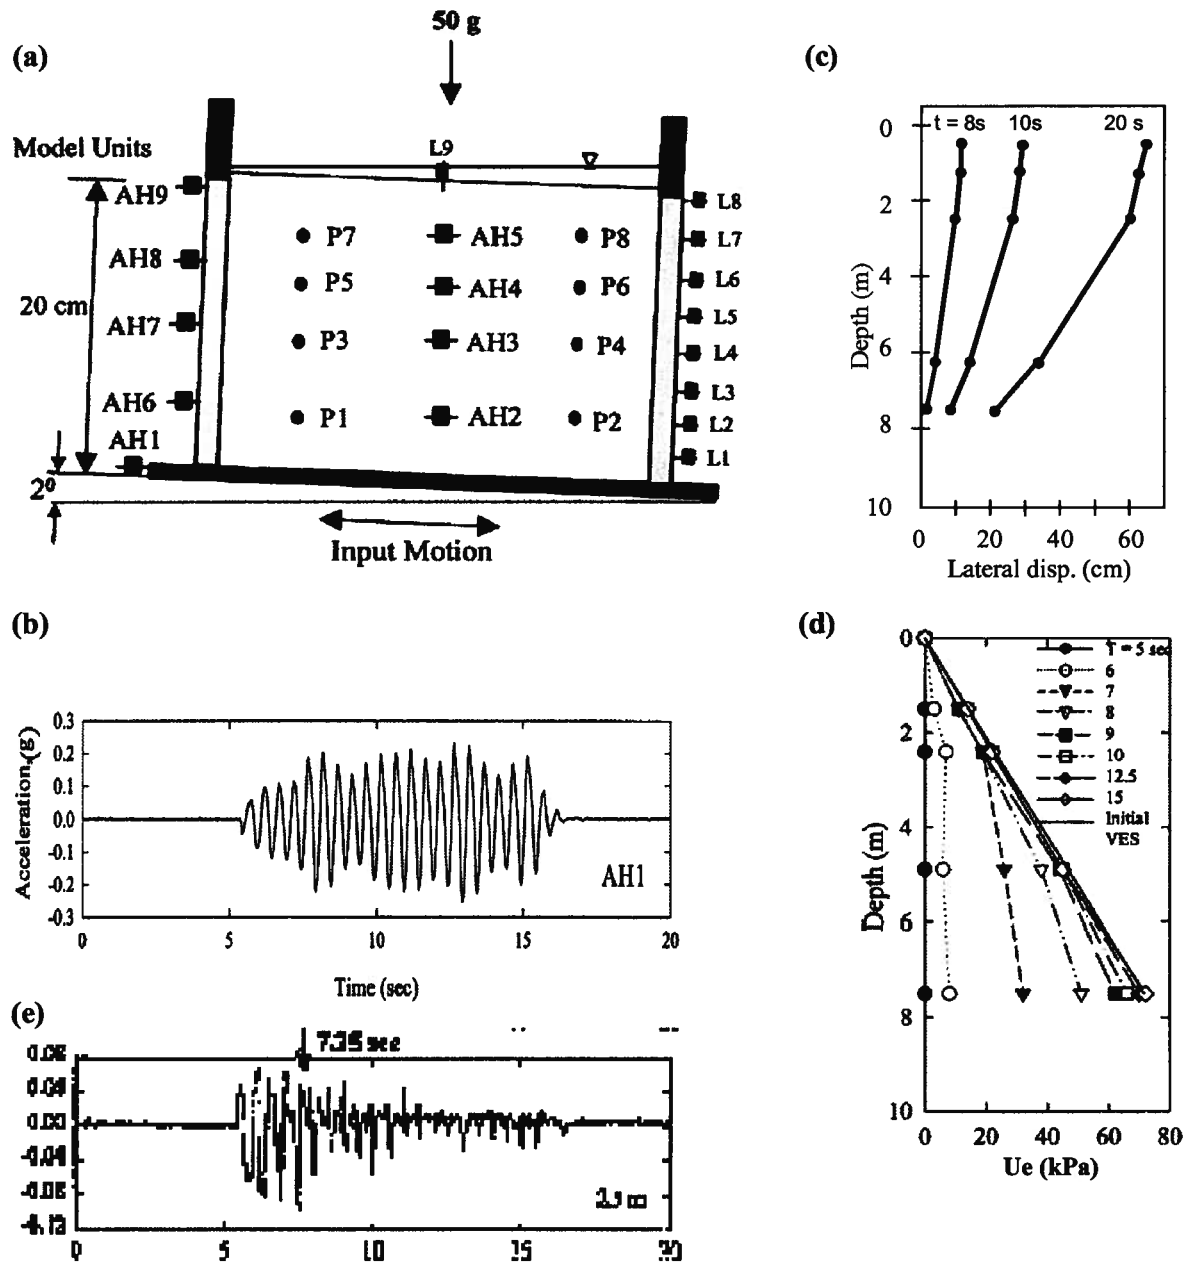 50 g
(a)
Model Units
L9
AH9
AH8
AH7
AH6
AH1
20 cm
2⁰
P7
P5
P3
P1
AH5
AH4
AH3
AH2
P8
P6
P4
P2
L8
L7
L6
L5
L4
L3
L2
L1
Input Motion
(c)
t = 8s 10s 20 s
0
2
4
6
8
10
Depth (m)
0 20 40 60
Lateral disp. (cm)
(b)
0.3
0.2
0.1
0.0
-0.1
-0.2
-0.3
Acceleration (g)
AH1
0 5 10 15 20
Time (sec)
(d)
T = 5 sec
6
7
8
9
10
12.5
15
Initial
VES
0
2
4
6
8
10
Depth (m)
0 20 40 60 80
Ue (kPa)
(e)
7.35 sec
0.00
-0.04
0 5 10 15